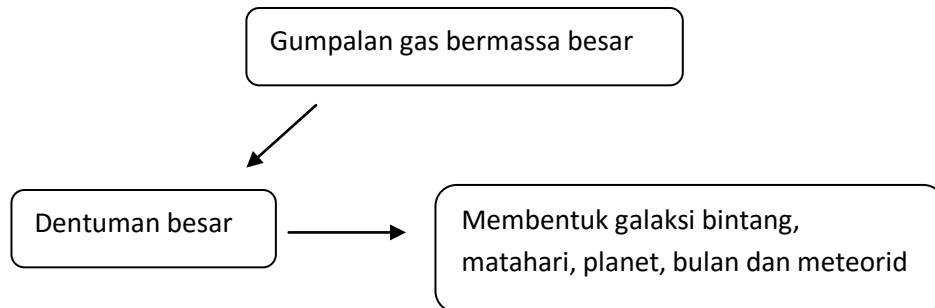 Gumpalan gas bermassa besar
Dentuman besar
Membentuk galaksi bintang,
matahari, planet, bulan dan meteorid